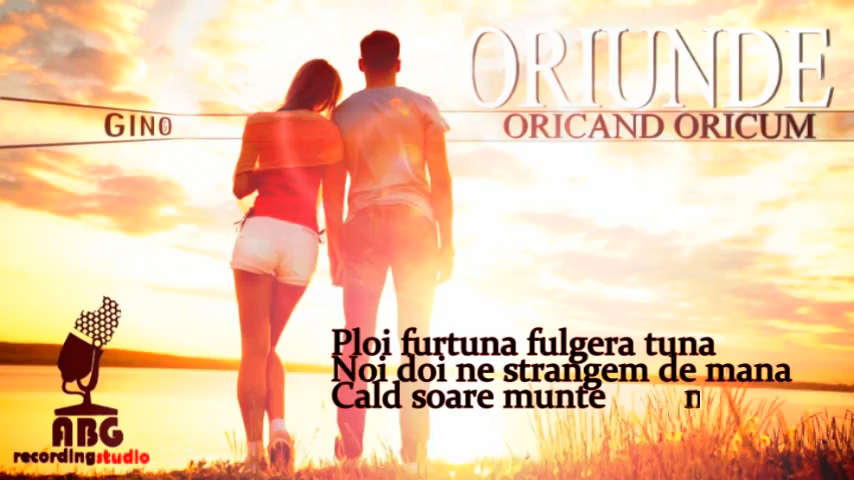 ORIUNDE
ORICAND ORICUM
GINO
Ploi furtuna fulgera tuna
Noi doi ne strangem de mana
Cald soare munte
ABG
recordingstudio